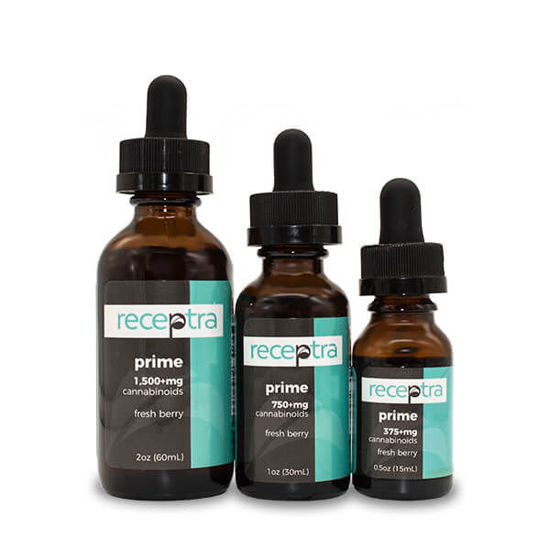 receptra
prime
1,500+mg
cannabinoids
fresh berry
2oz (60mL)
receptra
prime
750+mg
cannabinoids
fresh berry
1oz (30mL)
receptra
prime
375+mg
cannabinoids
fresh berry
0.5oz (15mL)